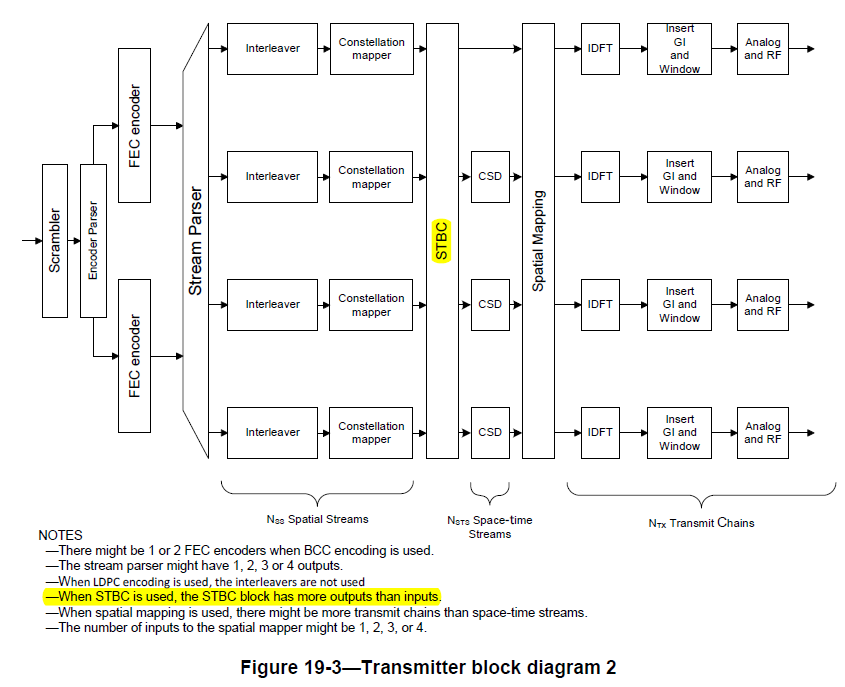 Scrambler
Encoder Parser
FEC encoder
FEC encoder
Stream Parser
Interleaver
Constellation
mapper
STBC
Spatial Mapping
IDFT
Insert
GI
and
Window
Analog
and RF
Interleaver
Constellation
mapper
CSD
IDFT
Insert
GI and
Window
Analog
and RF
Interleaver
Constellation
mapper
CSD
IDFT
Insert
GI and
Window
Analog
and RF
Interleaver
Constellation
mapper
CSD
IDFT
Insert
GI and
Window
Analog
and RF
NSS Spatial Streams
NSTS Space-time
Streams
NTX Transmit Chains
NOTES
—There might be 1 or 2 FEC encoders when BCC encoding is used.
—The stream parser might have 1, 2, 3 or 4 outputs.
—When LDPC encoding is used, the interleavers are not used
—When STBC is used, the STBC block has more outputs than inputs.
—When spatial mapping is used, there might be more transmit chains than space-time streams.
—The number of inputs to the spatial mapper might be 1, 2, 3, or 4.
Figure 19-3—Transmitter block diagram 2